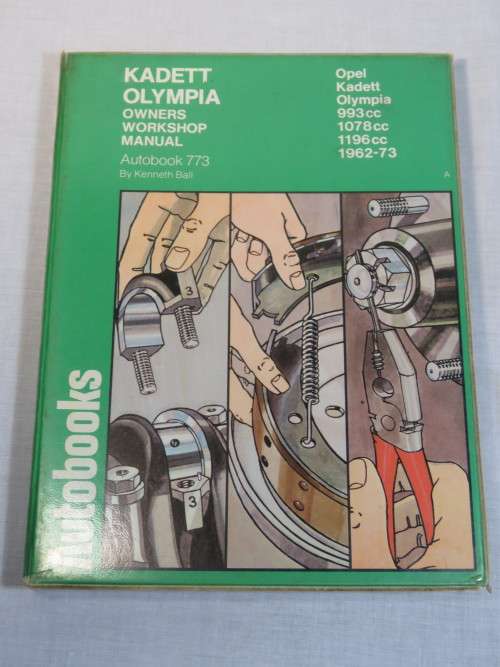 KADETT
OLYMPIA
OWNERS
WORKSHOP
MANUAL
Autobook 773
By Kenneth Ball
Opel
Kadett
Olympia
993cc
1078cc
1196cc
1962-73
A
3
3
Autobooks